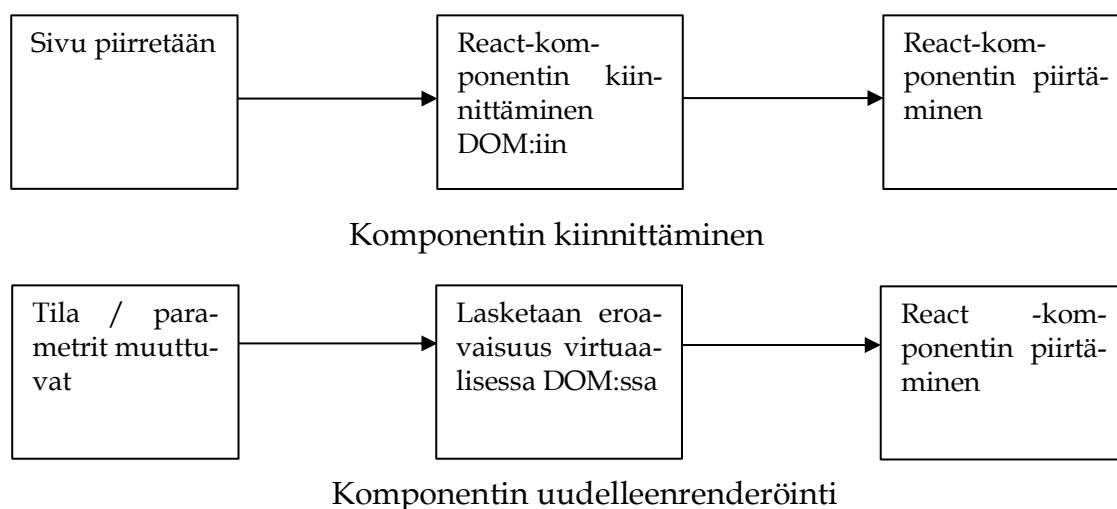 Sivu piirretään
React-kom-
ponentin kiin-
nittäminen
DOM:iin
React-kom-
ponentin piirtä-
minen
Komponentin kiinnittäminen
Tila / para-
metrit muuttu-
vat
Lasketaan eroa-
vaisuus virtuaa-
lisessa DOM:ssa
React -kom-
ponentin piirtä-
minen
Komponentin uudelleenrenderöinti